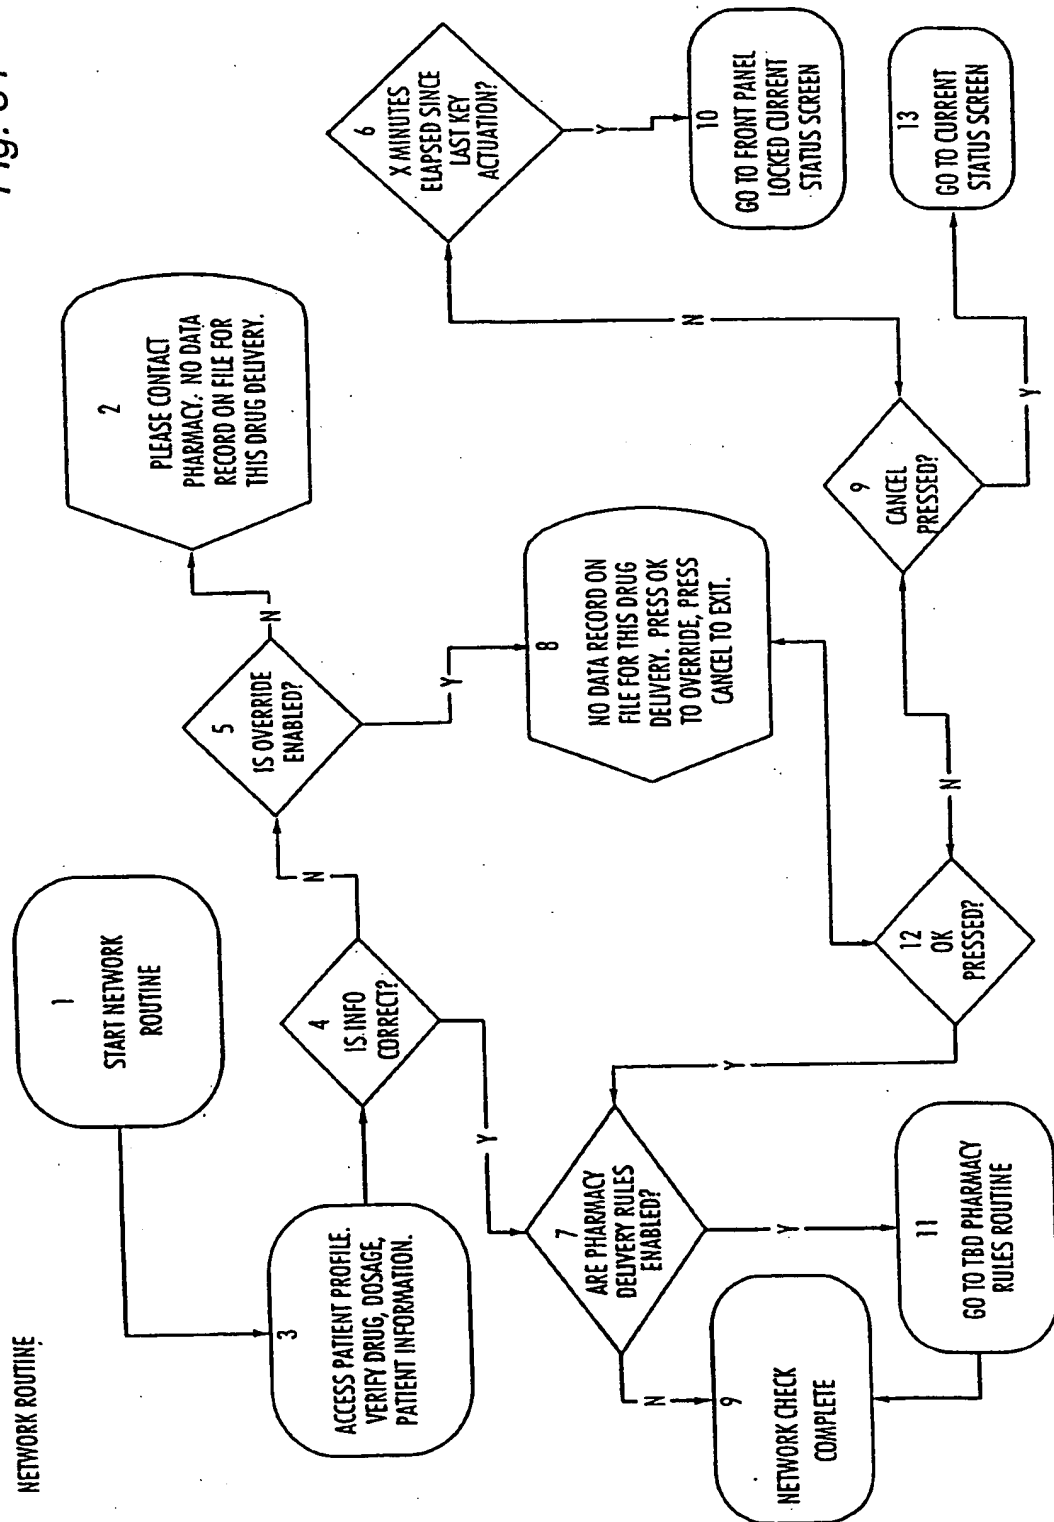 NETWORK ROUTINE
Fig.
1
START NETWORK
ROUTINE
2
PLEASE CONTACT
PHARMACY. NO DATA
RECORD ON FILE FOR
THIS DRUG DELIVERY.
3
ACCESS PATIENT PROFILE.
VERIFY DRUG, DOSAGE,
PATIENT INFORMATION.
4
IS INFO
CORRECT?
N
Y
5
IS OVERRIDE
ENABLED?
N
Y
6
X MINUTES
ELAPSED SINCE
LAST KEY
ACTUATION?
Y
N
7
ARE PHARMACY
DELIVERY RULES
ENABLED?
N
Y
8
NO DATA RECORD ON
FILE FOR THIS DRUG
DELIVERY. PRESS OK
TO OVERRIDE, PRESS
CANCEL TO EXIT.
10
GO TO FRONT PANEL
LOCKED CURRENT
STATUS SCREEN
9
NETWORK CHECK
COMPLETE
11
GO TO TBD PHARMACY
RULES ROUTINE
12
OK
PRESSED?
Y
N
9
CANCEL
PRESSED?
Y
13
GO TO CURRENT
STATUS SCREEN